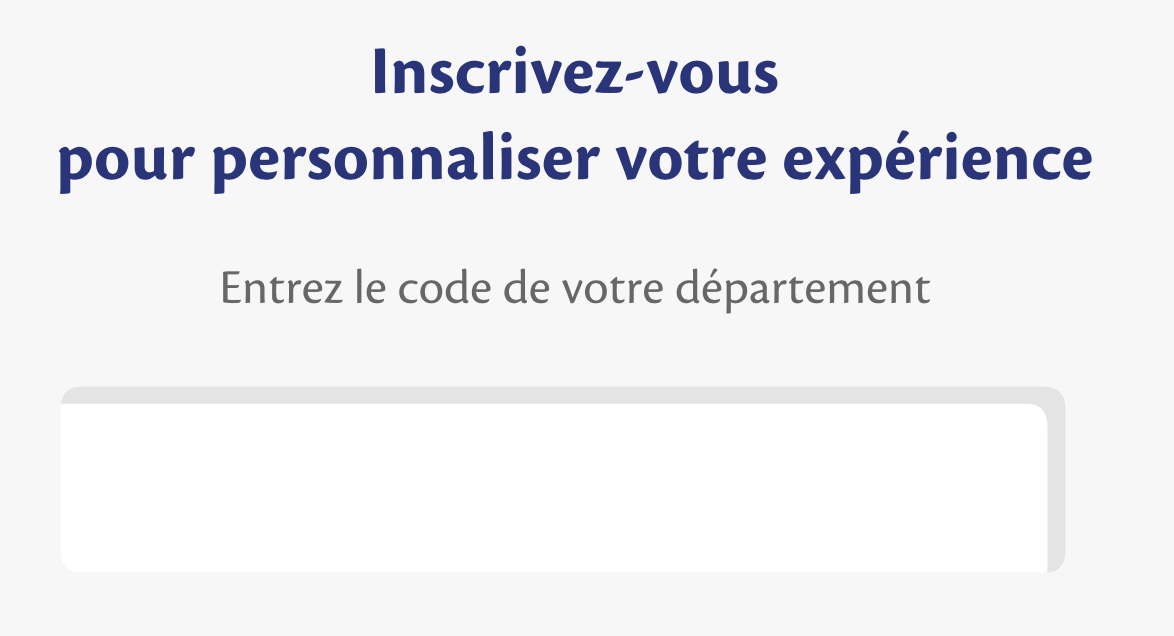 Inscrivez-vous
pour personnaliser votre expérience
Entrez le code de votre département